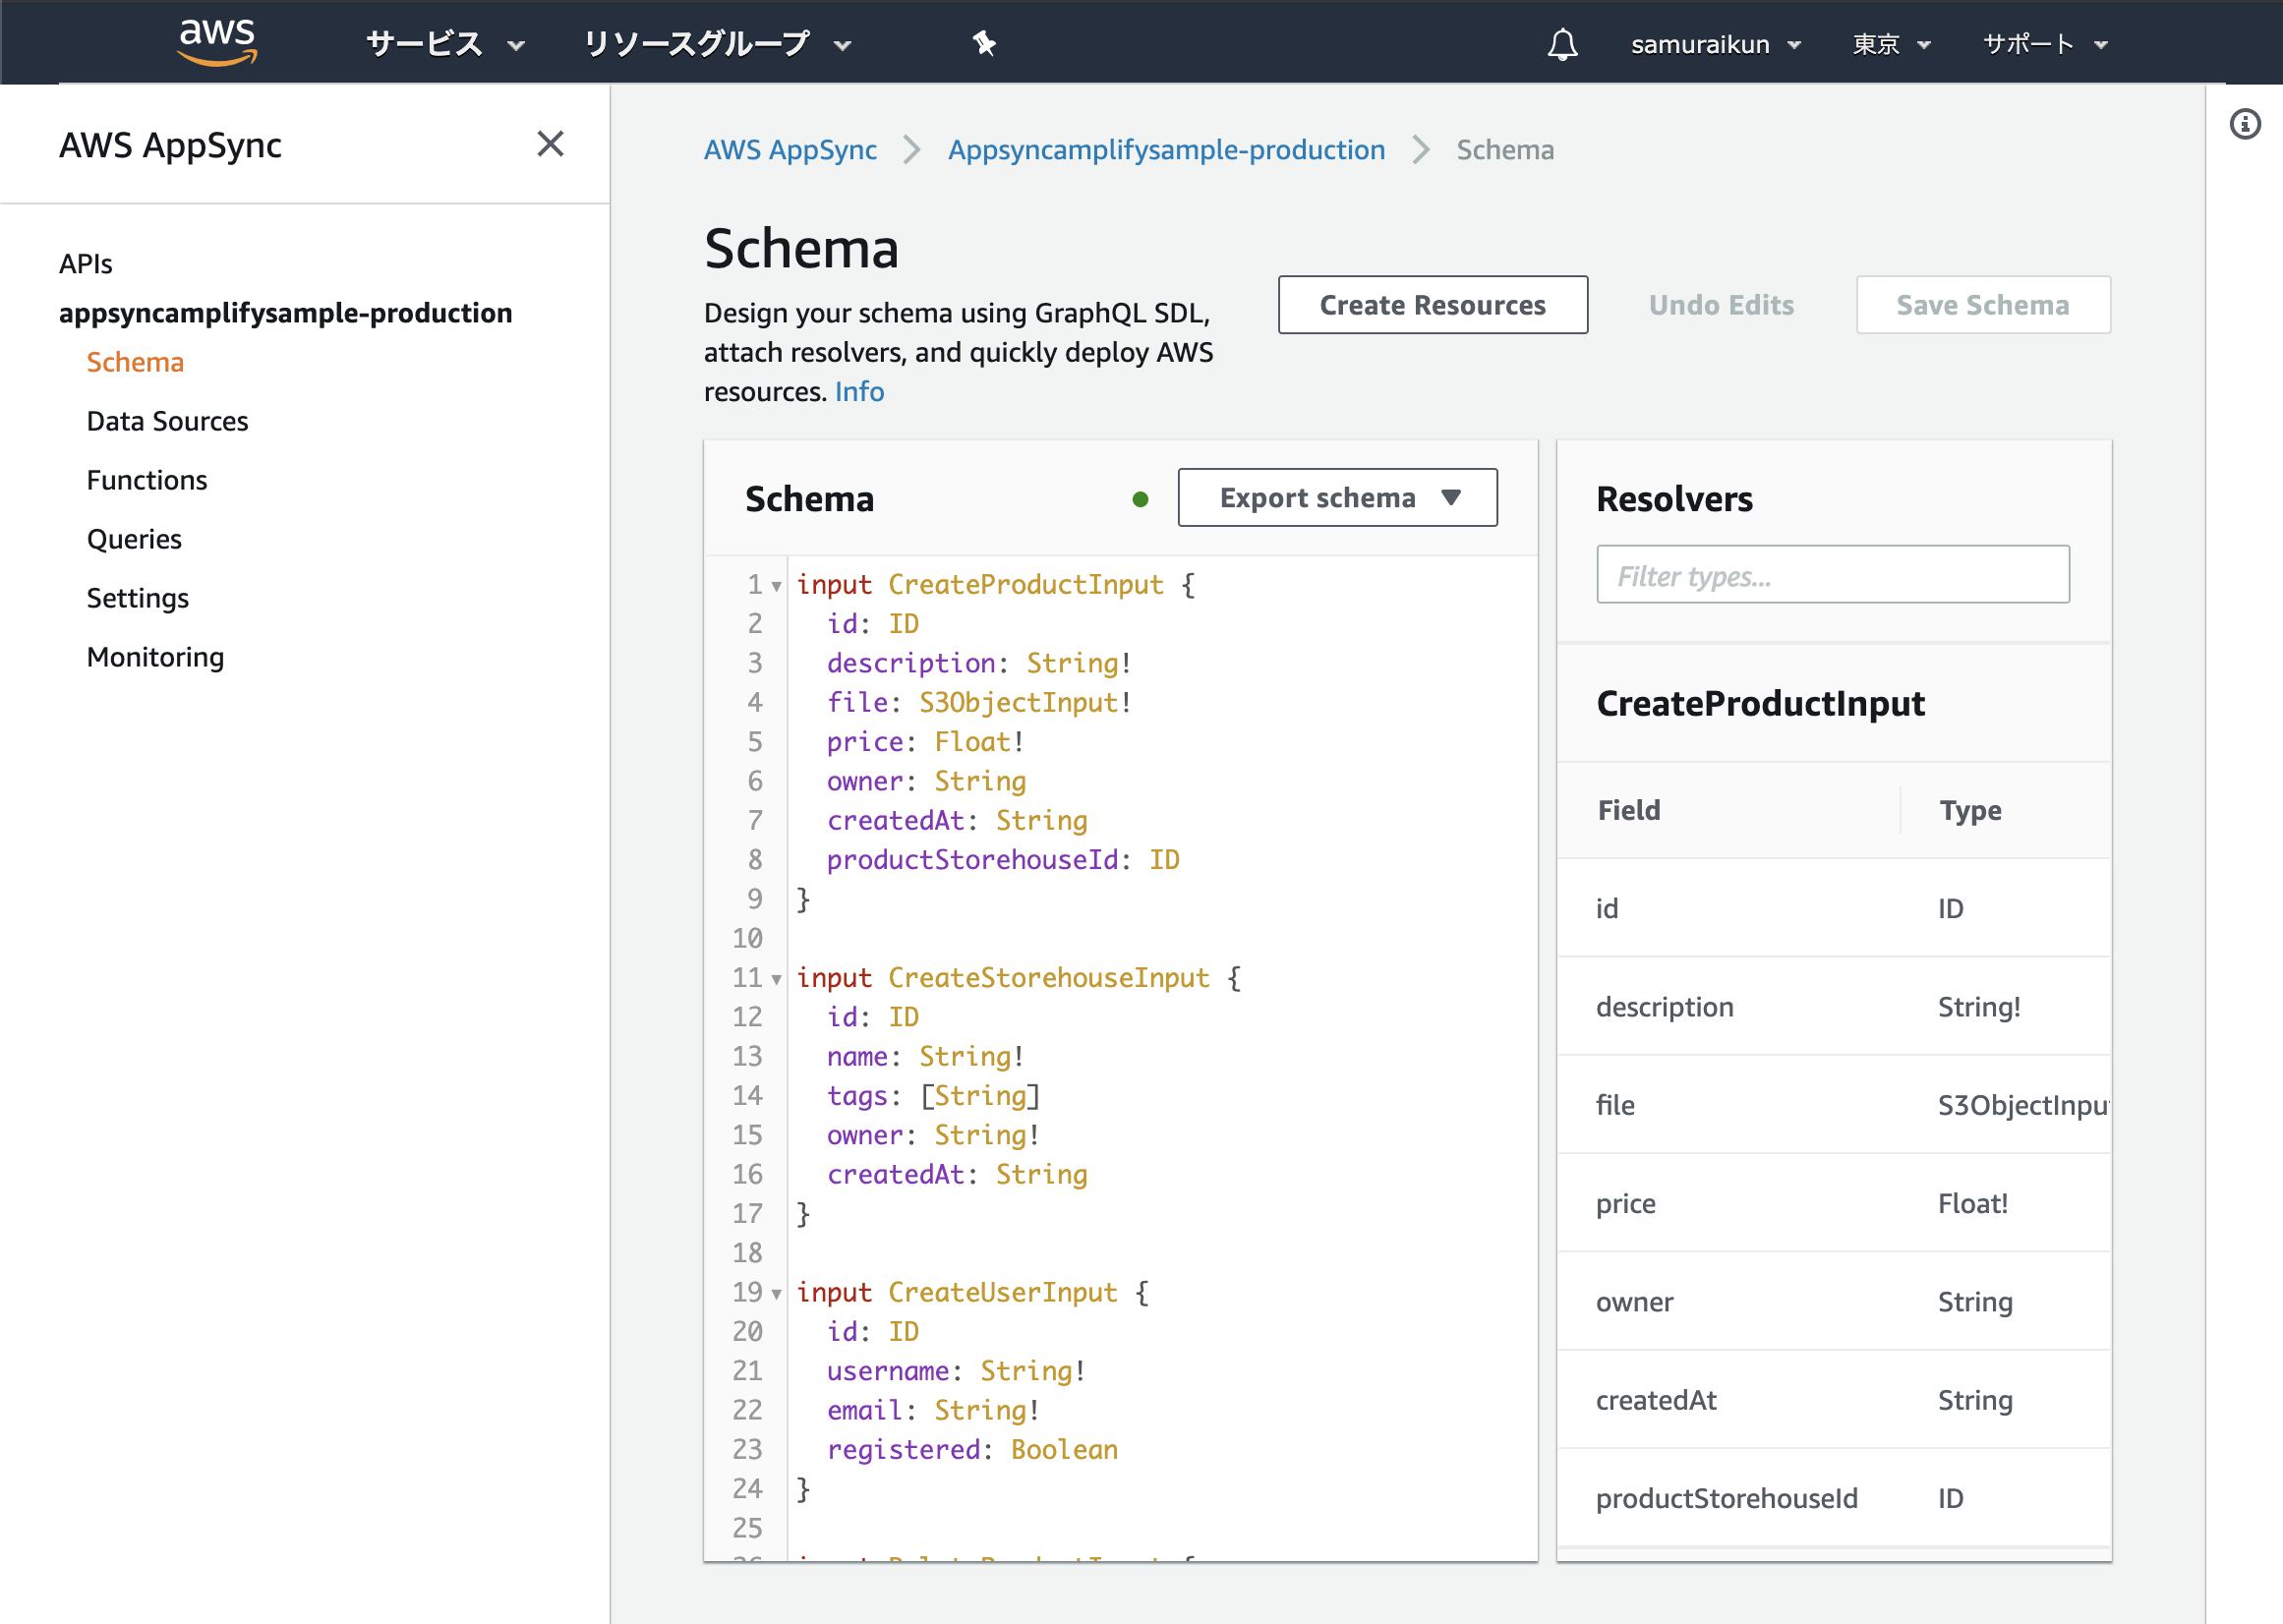 aws サービス リソースグループ samuraikun 東京 サポート
AWS AppSync
APIs
appsyncamplifysample-production
Schema
Data Sources
Functions
Queries
Settings
Monitoring
AWS AppSync Appsyncamplifysample-production Schema
Schema
Design your schema using GraphQL SDL,
attach resolvers, and quickly deploy AWS
resources. Info
Create Resources Undo Edits Save Schema
Schema Export schema
1 input CreateProductInput {
2 id: ID
3 description: String!
4 file: S3ObjectInput!
5 price: Float!
6 owner: String
7 createdAt: String
8 productStorehouseId: ID
9 }
10
11 input CreateStorehouseInput {
12 id: ID
13 name: String!
14 tags: [String]
15 owner: String!
16 createdAt: String
17 }
18
19 input CreateUserInput {
20 id: ID
21 username: String!
22 email: String!
23 registered: Boolean
24 }
25
Resolvers
Filter types...
CreateProductInput
Field Type
id ID
description String!
file S3ObjectInpu
price Float!
owner String
createdAt String
productStorehouseId ID